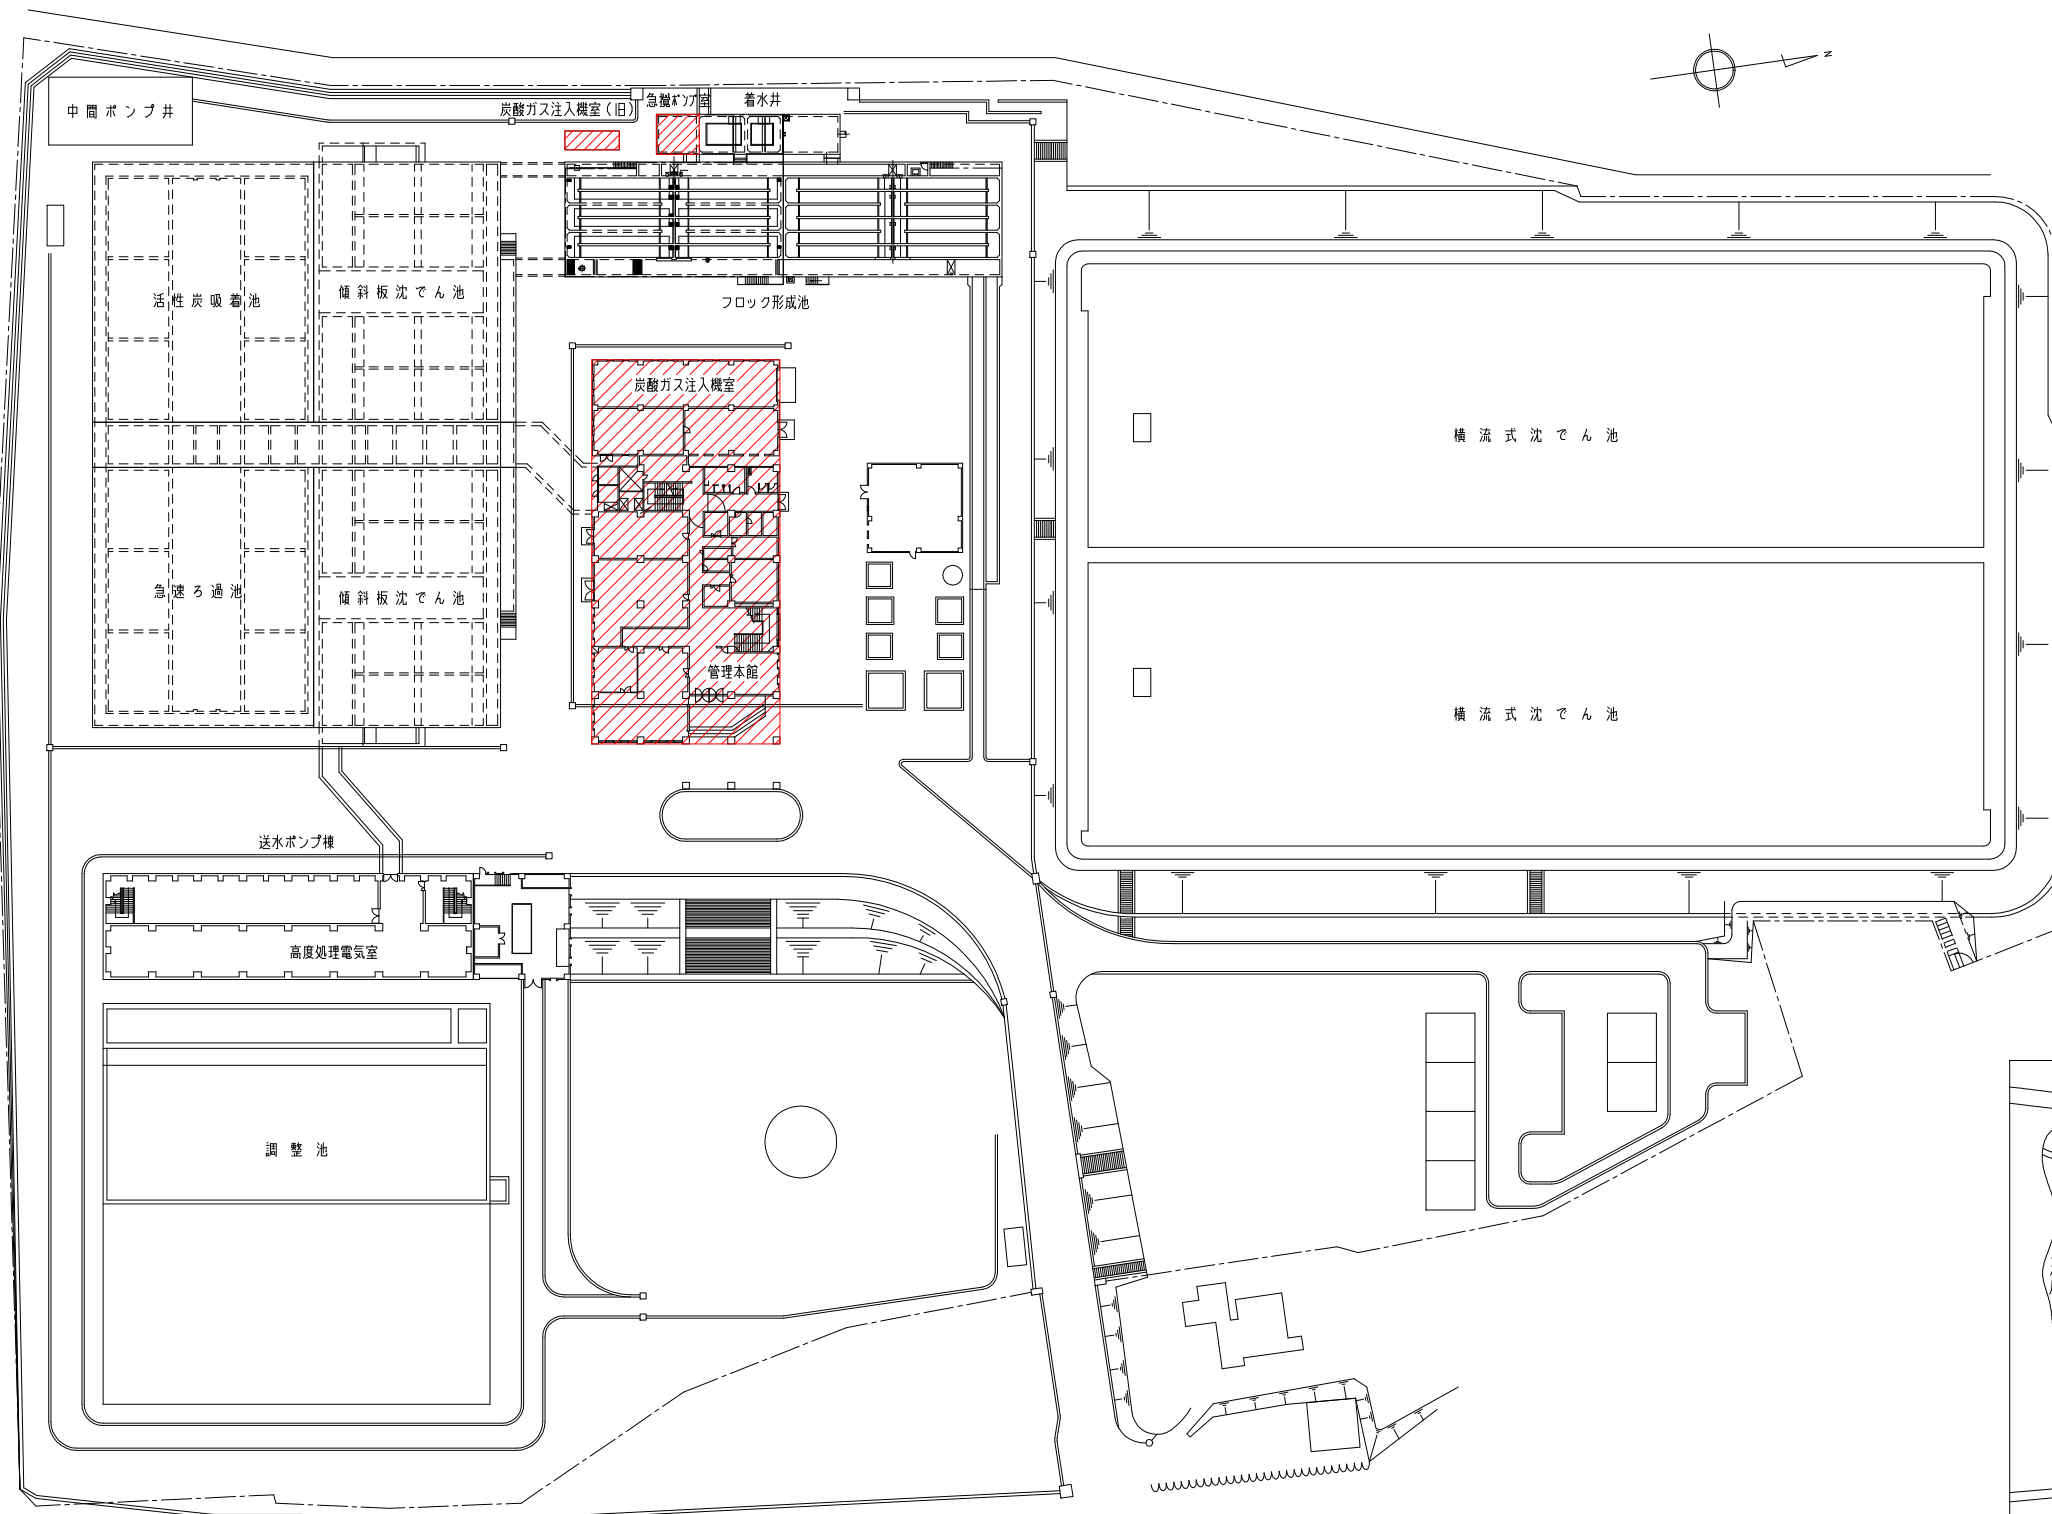 N
中間ポンプ井
炭酸ガス注入機室（旧）
急攪ポンプ室
着水井
活性炭吸着池
傾斜板沈でん池
フロック形成池
炭酸ガス注入機室
横流式沈でん池
急速ろ過池
傾斜板沈でん池
管理本館
横流式沈でん池
送水ポンプ棟
高度処理電気室
調整池